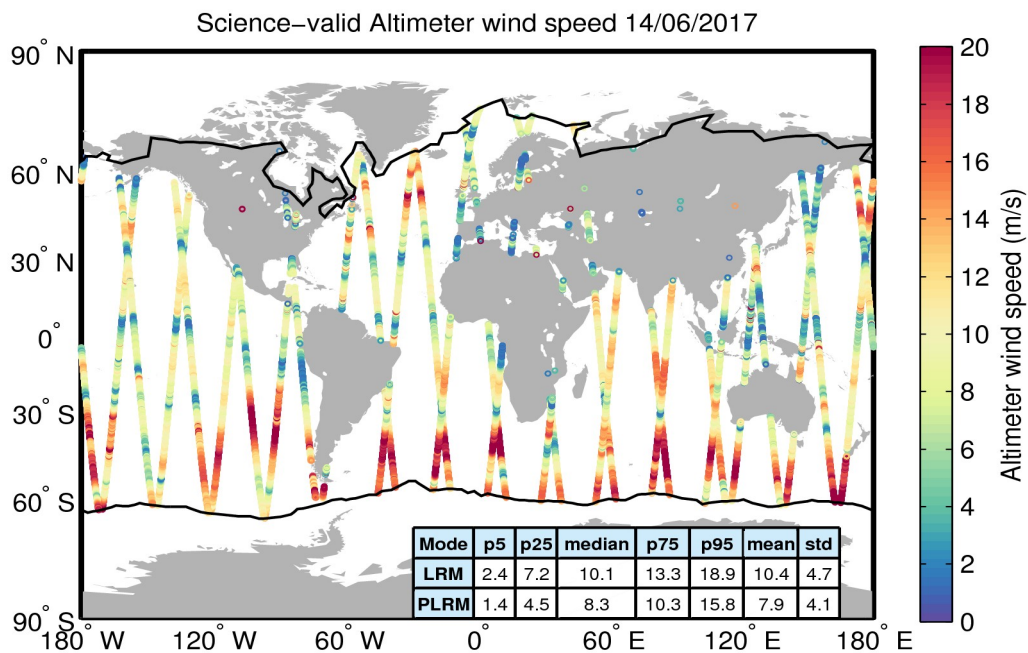 Science−valid Altimeter wind speed 14/06/2017
90° N
60° N
30° N
0°
30° S
60° S
90° S
180° W
120° W
60° W
0°
60° E
120° E
180° E
Mode p5 p25 median p75 p95 mean std
LRM 2.4 7.2 10.1 13.3 18.9 10.4 4.7
PLRM 1.4 4.5 8.3 10.3 15.8 7.9 4.1
20
18
16
14
12
10
8
6
4
2
0
Altimeter wind speed (m/s)